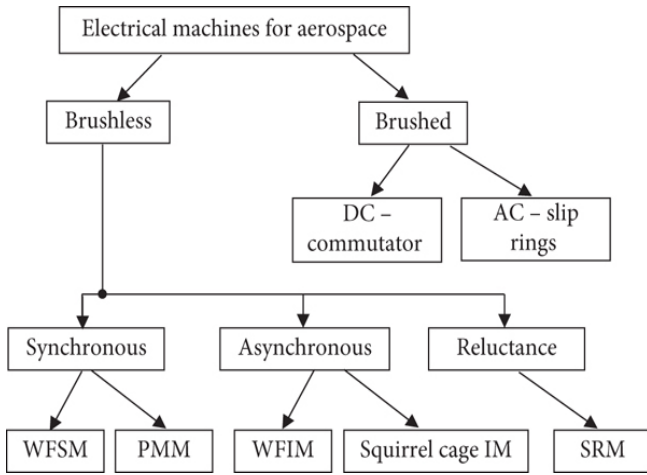 Electrical machines for aerospace
Brushless
Brushed
DC –
commutator
AC – slip
rings
Synchronous
Asynchronous
Reluctance
WFSM
PMM
WFIM
Squirrel cage IM
SRM